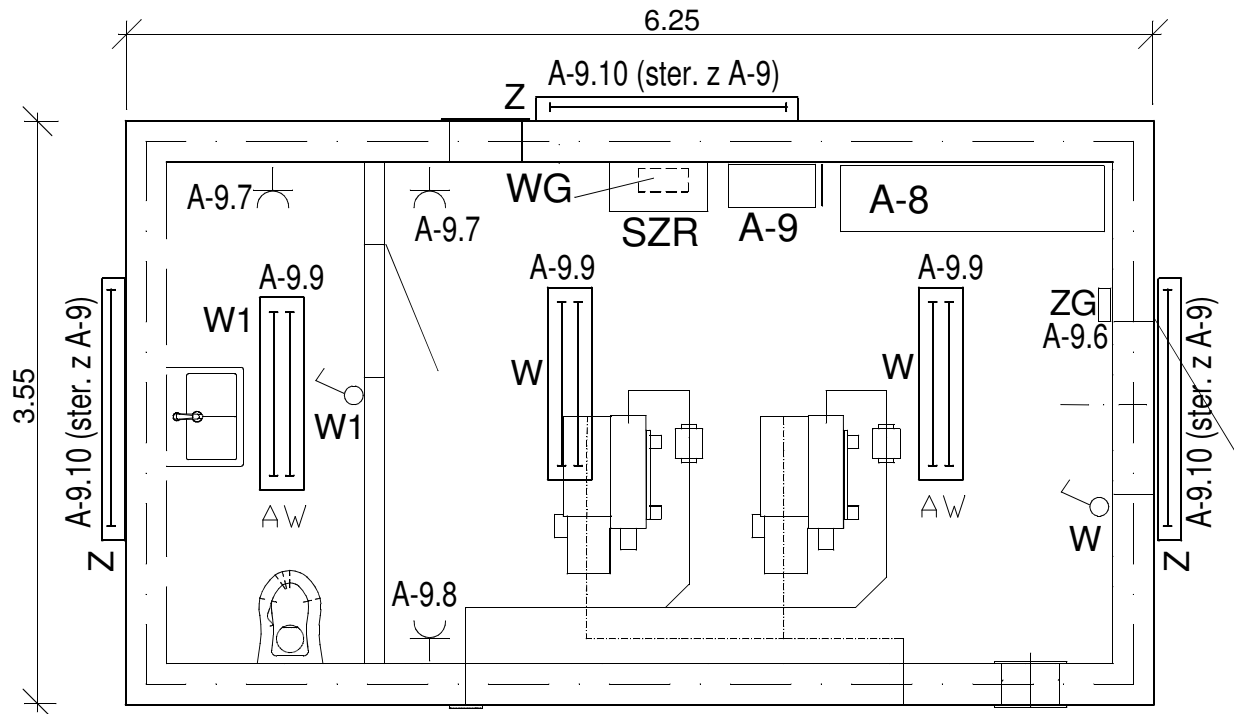 6.25
A-9.10 (ster. z A-9)
Z
A-9.7
A-9.7
WG
SZR
A-9
A-8
A-9.9
A-9.9
A-9.9
ZG
A-9.6
W1
W
W
A-9.10 (ster. z A-9)
3.55
A-9.10 (ster. z A-9)
W1
AW
AW
W
Z
Z
A-9.8